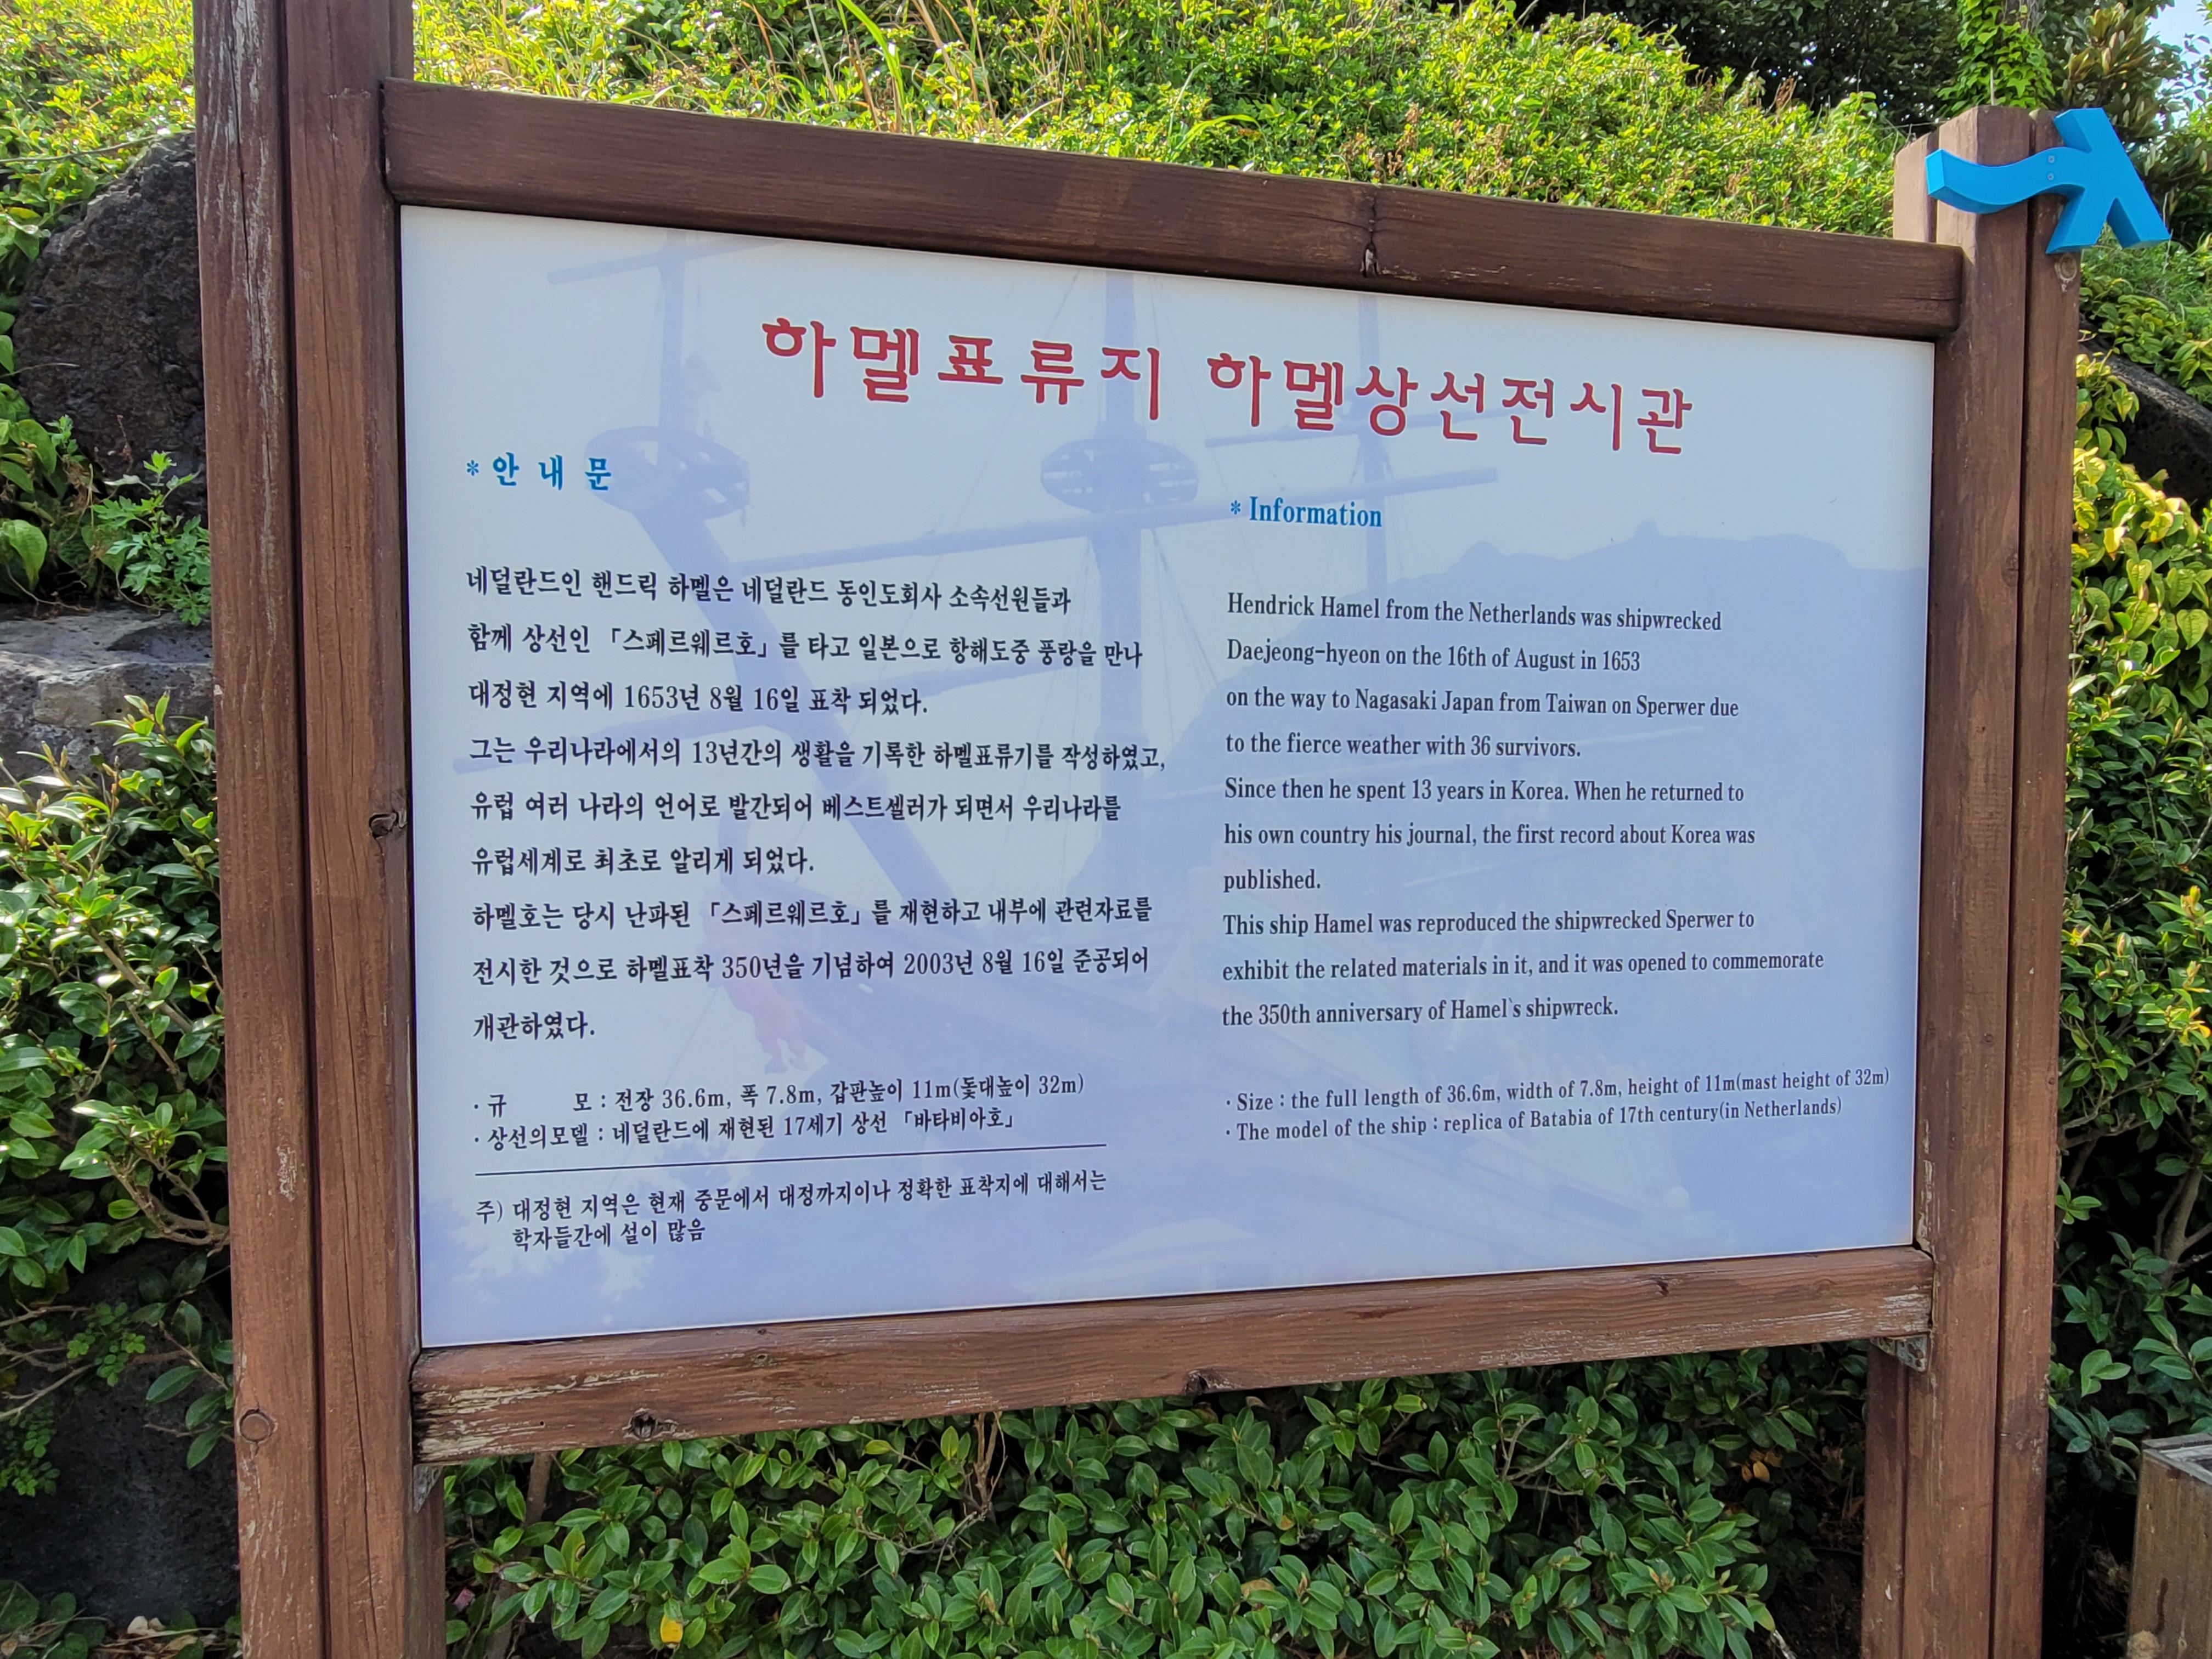 하멜표류지 하멜상선전시관
* 안 내 문
네덜란드인 핸드릭 하멜은 네덜란드 동인도회사 소속선원들과
함께 상선인 「스페르웨르호」를 타고 일본으로 항해도중 풍랑을 만나
대정현 지역에 1653년 8월 16일 표착 되었다.
그는 우리나라에서의 13년간의 생활을 기록한 하멜표류기를 작성하였고,
유럽 여러 나라의 언어로 발간되어 베스트셀러가 되면서 우리나라를
유럽세계로 최초로 알리게 되었다.
하멜호는 당시 난파된 「스페르웨르호」를 재현하고 내부에 관련자료를
전시한 것으로 하멜표착 350년을 기념하여 2003년 8월 16일 준공되어
개관하였다.
· 규 모 : 전장 36.6m, 폭 7.8m, 갑판높이 11m(돛대높이 32m)
· 상선의모델 : 네덜란드에 재현된 17세기 상선 「바타비아호」
주) 대정현 지역은 현재 중문에서 대정까지이나 정확한 표착지에 대해서는
학자들간에 설이 많음
* Information
Hendrick Hamel from the Netherlands was shipwrecked
Daejeong-hyeon on the 16th of August in 1653
on the way to Nagasaki Japan from Taiwan on Sperwer due
to the fierce weather with 36 survivors.
Since then he spent 13 years in Korea. When he returned to
his own country his journal, the first record about Korea was
published.
This ship Hamel was reproduced the shipwrecked Sperwer to
exhibit the related materials in it, and it was opened to commemorate
the 350th anniversary of Hamel`s shipwreck.
· Size : the full length of 36.6m, width of 7.8m, height of 11m(mast height of 32m)
· The model of the ship : replica of Batabia of 17th century(in Netherlands)